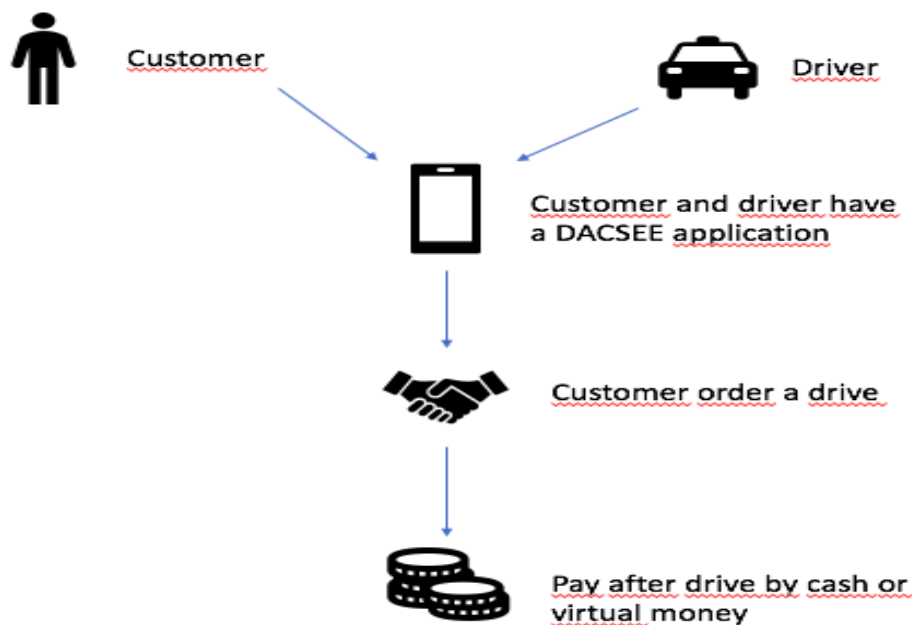 Customer
Driver
Customer and driver have
a DACSEE application
Customer order a drive
Pay after drive by cash or
virtual money